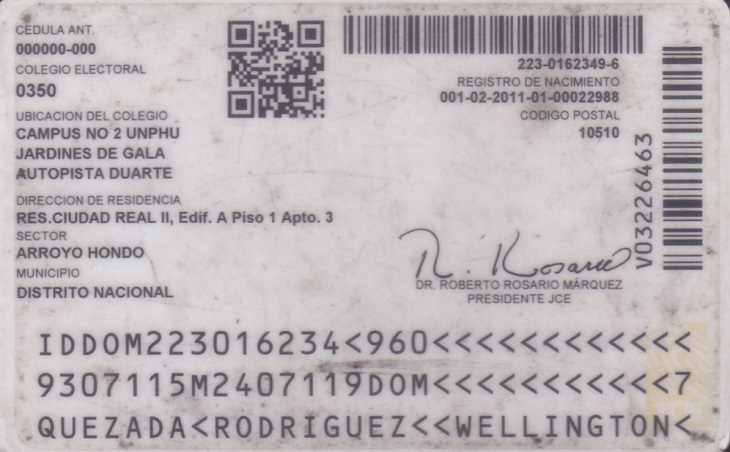 CEDULA ANT.
000000-000
COLEGIO ELECTORAL
0350
UBICACION DEL COLEGIO
CAMPUS NO 2 UNPHU
JARDINES DE GALA
AUTOPISTA DUARTE
DIRECCION DE RESIDENCIA
RES.CIUDAD REAL II, Edif. A Piso 1 Apto. 3
SECTOR
ARROYO HONDO
MUNICIPIO
DISTRITO NACIONAL
223-0162349-6
REGISTRO DE NACIMIENTO
001-02-2011-01-00022988
CODIGO POSTAL
10510
V03226463
R. Rosario
DR. ROBERTO ROSARIO MÁRQUEZ
PRESIDENTE JCE
IDDOM223016234<960<<<<<<<<<<<<
9307115M2407119DOM<<<<<<<<<<<7
QUEZADA<RODRIGUEZ<<WELLINGTON<